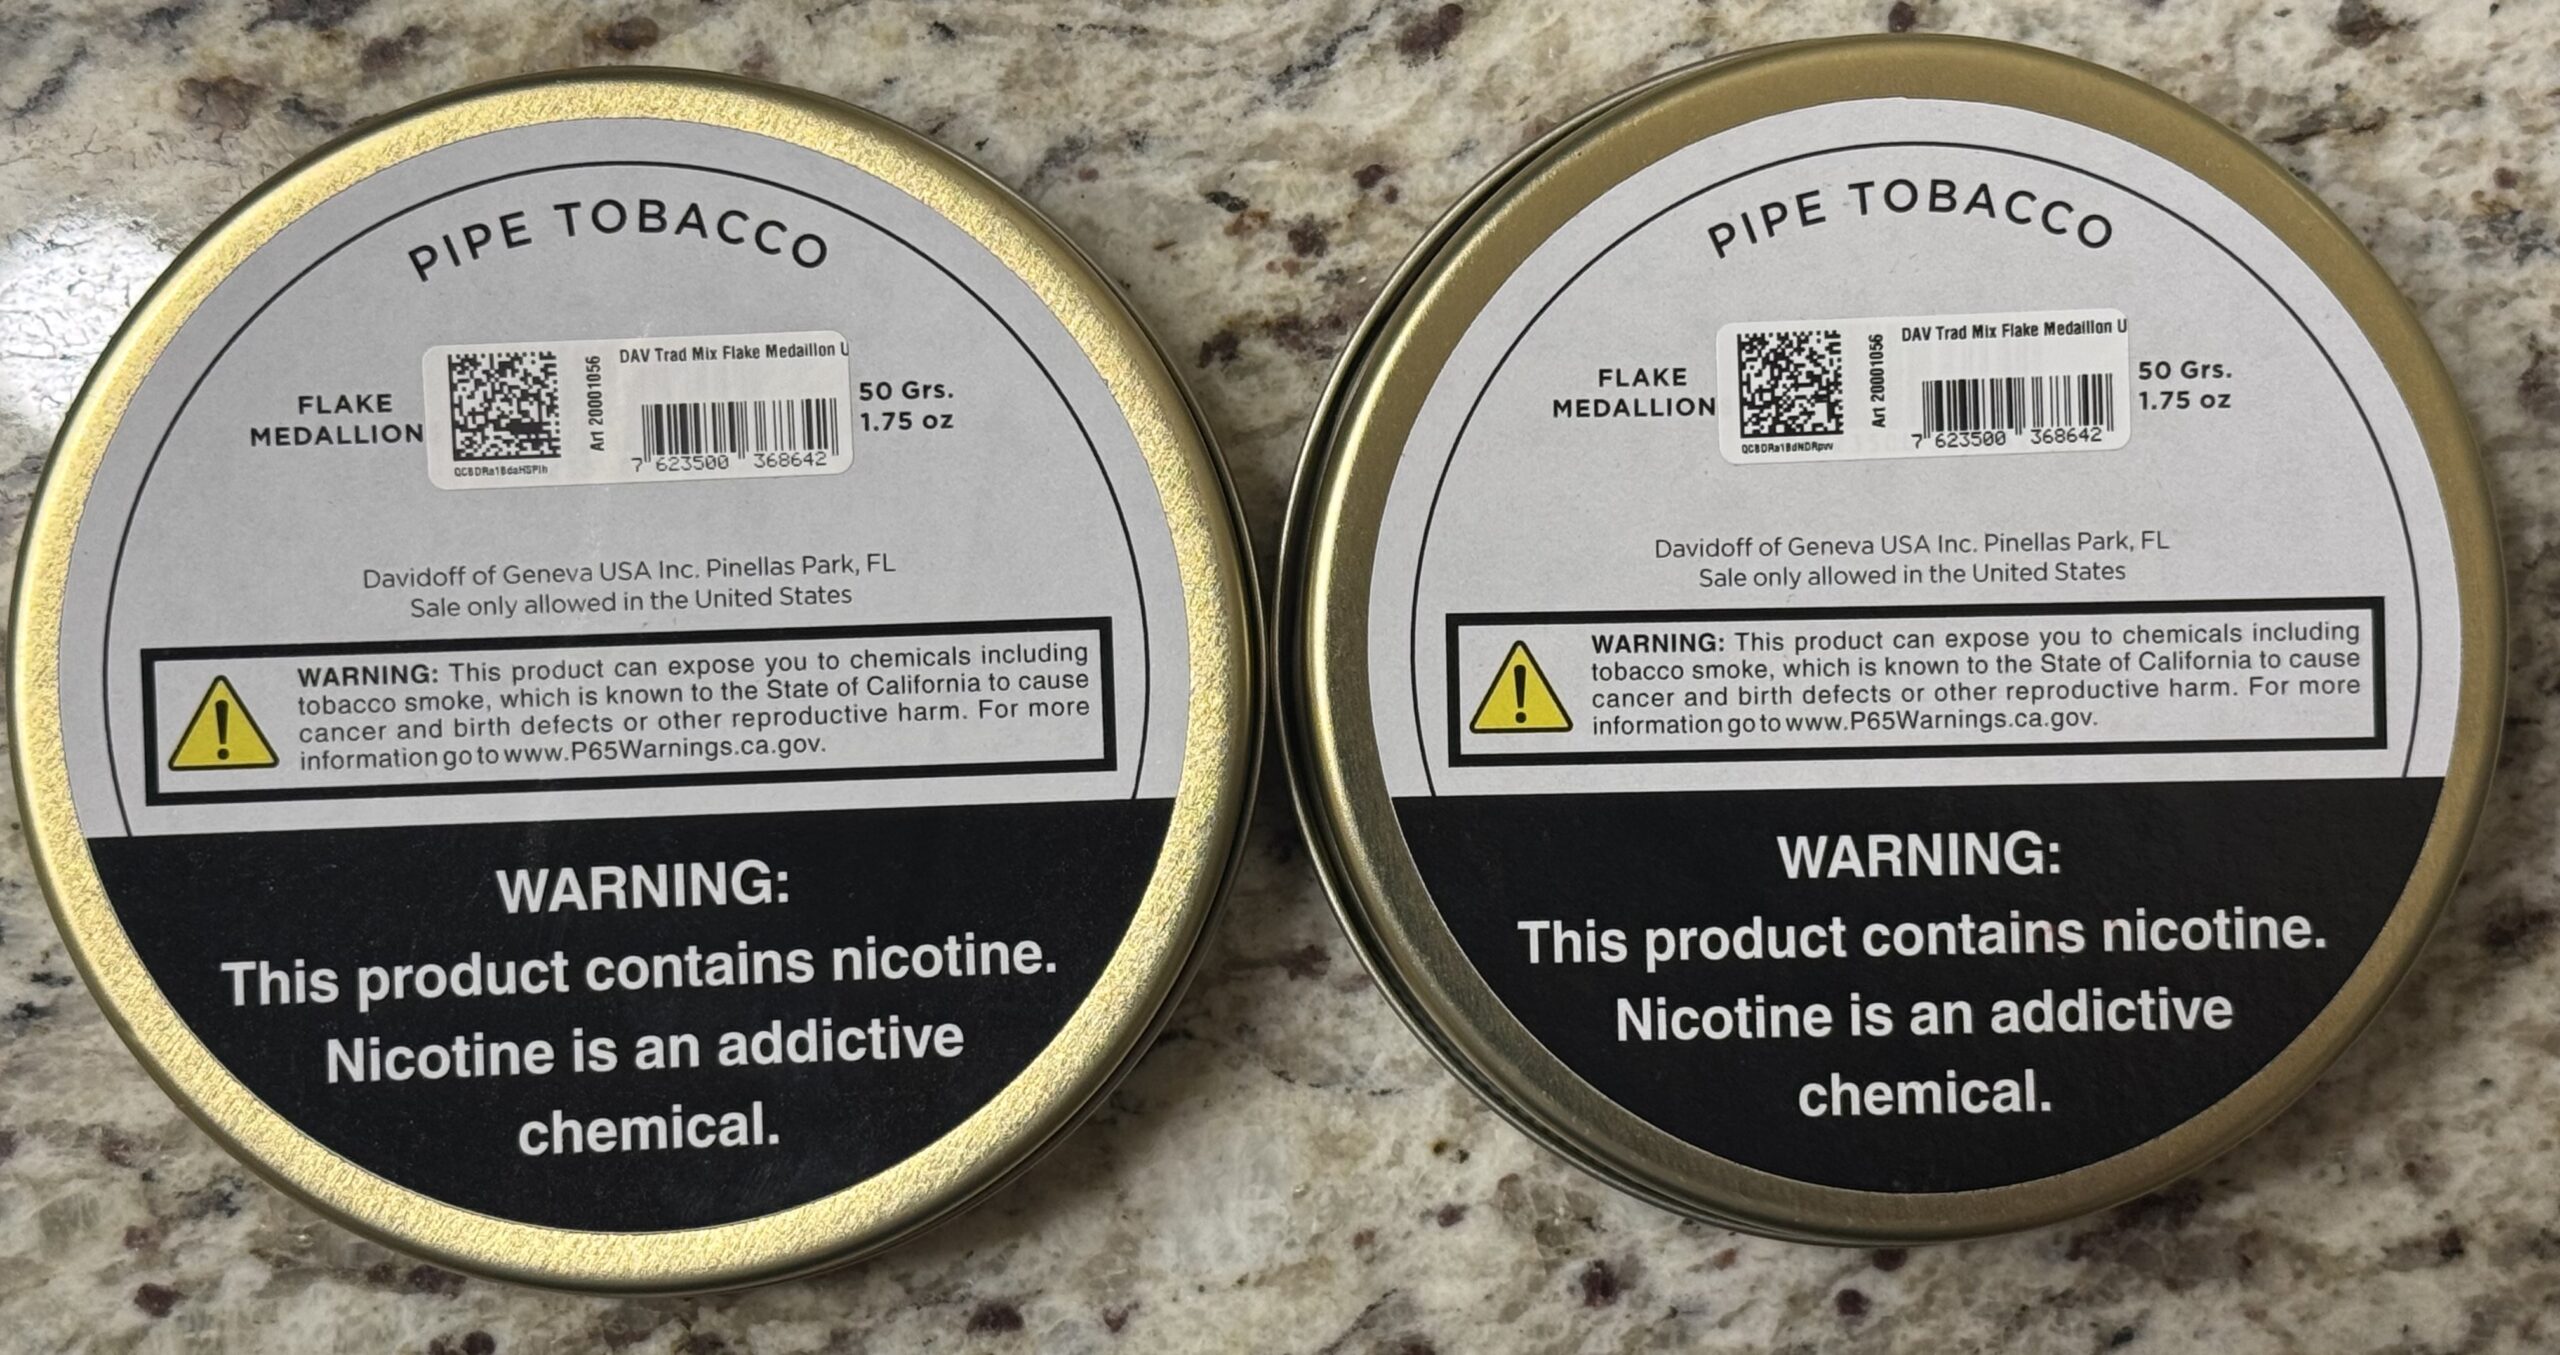 PIPE TOBACCO
FLAKE
MEDALLION
Art 20001056
DAV Trad Mix Flake Medaillon U
7 623500 368642
50 Grs.
1.75 oz
Davidoff of Geneva USA Inc. Pinellas Park, FL
Sale only allowed in the United States
WARNING: This product can expose you to chemicals including
tobacco smoke, which is known to the State of California to cause
cancer and birth defects or other reproductive harm. For more
information go to www.P65Warnings.ca.gov.
WARNING:
This product contains nicotine.
Nicotine is an addictive
chemical.
PIPE TOBACCO
FLAKE
MEDALLION
Art 20001056
DAV Trad Mix Flake Medaillon U
7 623500 368642
50 Grs.
1.75 oz
Davidoff of Geneva USA Inc. Pinellas Park, FL
Sale only allowed in the United States
WARNING: This product can expose you to chemicals including
tobacco smoke, which is known to the State of California to cause
cancer and birth defects or other reproductive harm. For more
information go to www.P65Warnings.ca.gov.
WARNING:
This product contains nicotine.
Nicotine is an addictive
chemical.